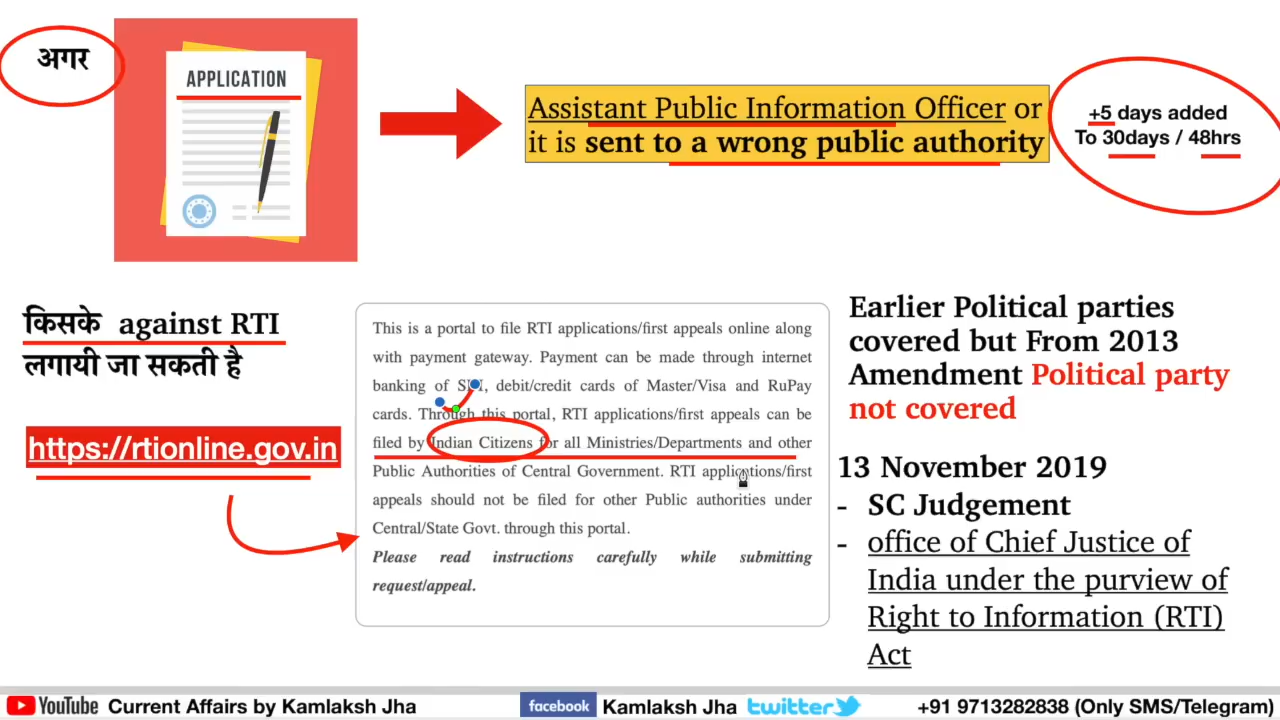 अगर
APPLICATION
Assistant Public Information Officer or
it is sent to a wrong public authority
+5 days added
To 30days / 48hrs
किसके against RTI
लगायी जा सकती है
https://rtionline.gov.in
This is a portal to file RTI applications/first appeals online along
with payment gateway. Payment can be made through internet
banking of SBI, debit/credit cards of Master/Visa and RuPay
cards. Through this portal, RTI applications/first appeals can be
filed by Indian Citizens for all Ministries/Departments and other
Public Authorities of Central Government. RTI applications/first
appeals should not be filed for other Public authorities under
Central/State Govt. through this portal.
Please read instructions carefully while submitting
request/appeal.
Earlier Political parties
covered but From 2013
Amendment Political party
not covered
13 November 2019
- SC Judgement
- office of Chief Justice of
India under the purview of
Right to Information (RTI)
Act
YouTube Current Affairs by Kamlaksh Jha facebook Kamlaksh Jha twitter +91 9713282838 (Only SMS/Telegram)